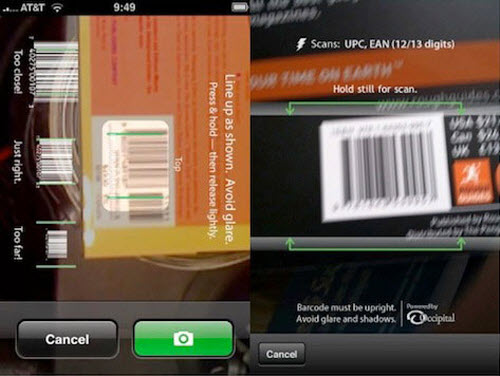 AT&T
9:49
Too close!
Just right.
Too far!
Line up as shown. Avoid glare.
Press & hold — then release lightly.
Top
Cancel
Scans: UPC, EAN (12/13 digits)
OUR TIME ON EARTH"
Hold still for scan.
USA
Barcode must be upright.
Avoid glare and shadows.
Powered by
Occipital
Cancel